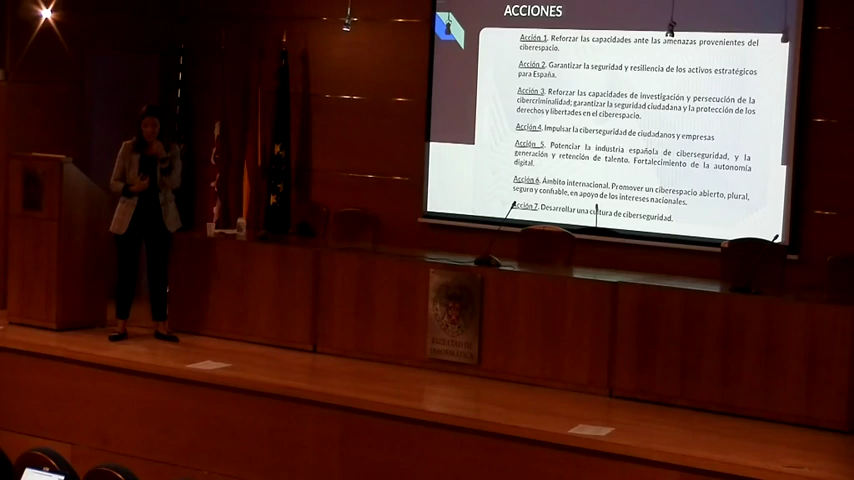 ACCIONES
Acción 1. Reforzar las capacidades ante las amenazas provenientes del
ciberespacio.
Acción 2. Garantizar la seguridad y resiliencia de los activos estratégicos
para España.
Acción 3. Reforzar las capacidades de investigación y persecución de la
cibercriminalidad; garantizar la seguridad ciudadana y la protección de los
derechos y libertades en el ciberespacio.
Acción 4. Impulsar la ciberseguridad de ciudadanos y empresas
Acción 5. Potenciar la industria española de ciberseguridad, y la
generación y retención de talento. Fortalecimiento de la autonomía
digital.
Acción 6. Ámbito internacional. Promover un ciberespacio abierto, plural,
seguro y confiable, en apoyo de los intereses nacionales.
Acción 7. Desarrollar una cultura de ciberseguridad.
FACULTAD DE
INFORMÁTICA